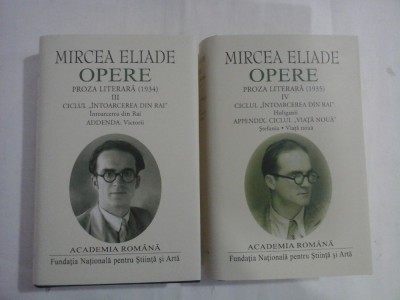 MIRCEA ELIADE
OPERE
PROZA LITERARĂ (1934)
III
CICLUL „ÎNTOARCEREA DIN RAI”
Întoarcerea din Rai
ADDENDA: Victorii
ACADEMIA ROMÂNĂ
Fundația Națională pentru Știință și Artă
MIRCEA ELIADE
OPERE
PROZA LITERARĂ (1935)
IV
CICLUL „ÎNTOARCEREA DIN RAI”
Huliganii
APPENDIX. CICLUL „VIAȚĂ NOUĂ”
Ștefania • Viață nouă
ACADEMIA ROMÂNĂ
Fundația Națională pentru Știință și Artă